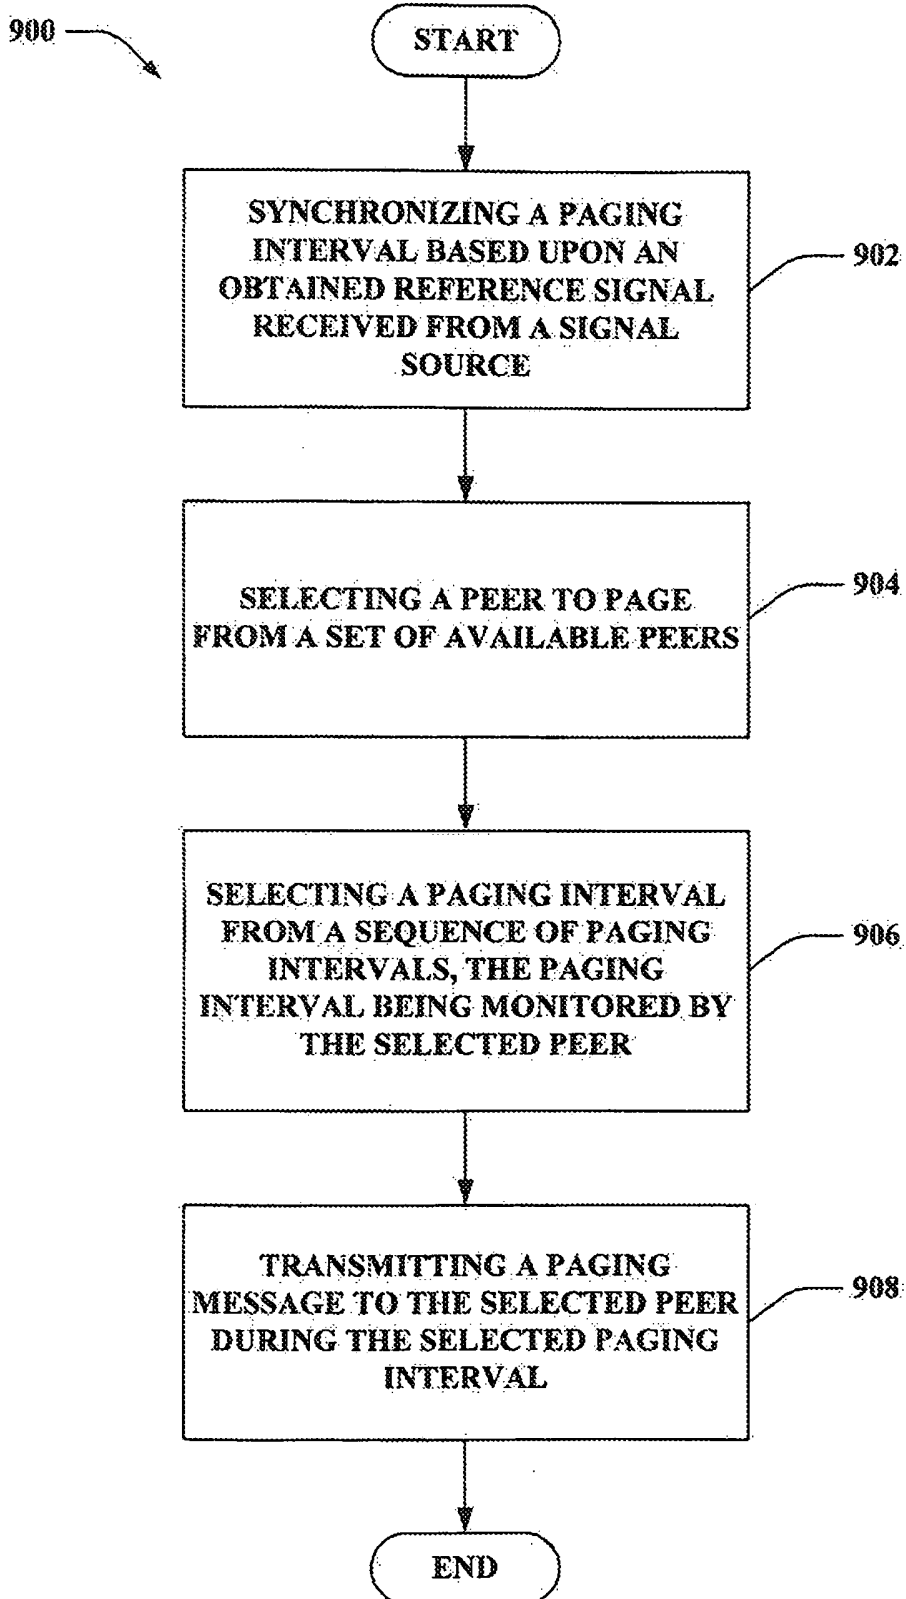 900
START
SYNCHRONIZING A PAGING
INTERVAL BASED UPON AN
OBTAINED REFERENCE SIGNAL
RECEIVED FROM A SIGNAL
SOURCE
902
SELECTING A PEER TO PAGE
FROM A SET OF AVAILABLE PEERS
904
SELECTING A PAGING INTERVAL
FROM A SEQUENCE OF PAGING
INTERVALS, THE PAGING
INTERVAL BEING MONITORED BY
THE SELECTED PEER
906
TRANSMITTING A PAGING
MESSAGE TO THE SELECTED PEER
DURING THE SELECTED PAGING
INTERVAL
908
END